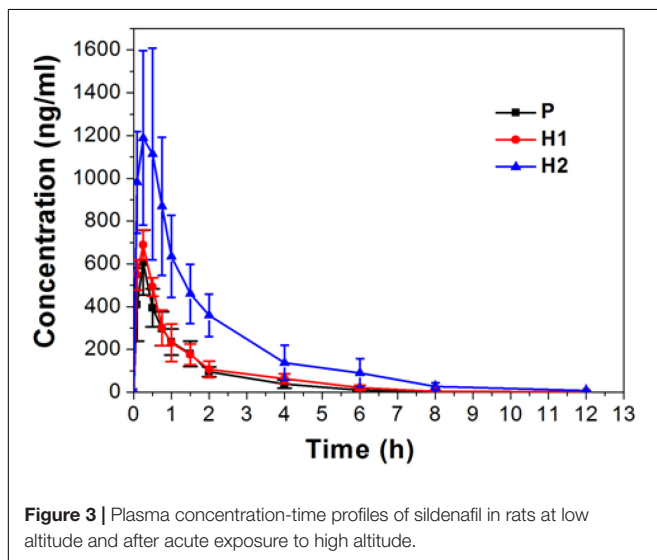 1600
1400
1200
1000
800
600
400
200
0
Concentration (ng/ml)
P
H1
H2
0 1 2 3 4 5 6 7 8 9 10 11 12 13
Time (h)
Figure 3 | Plasma concentration-time profiles of sildenafil in rats at low
altitude and after acute exposure to high altitude.